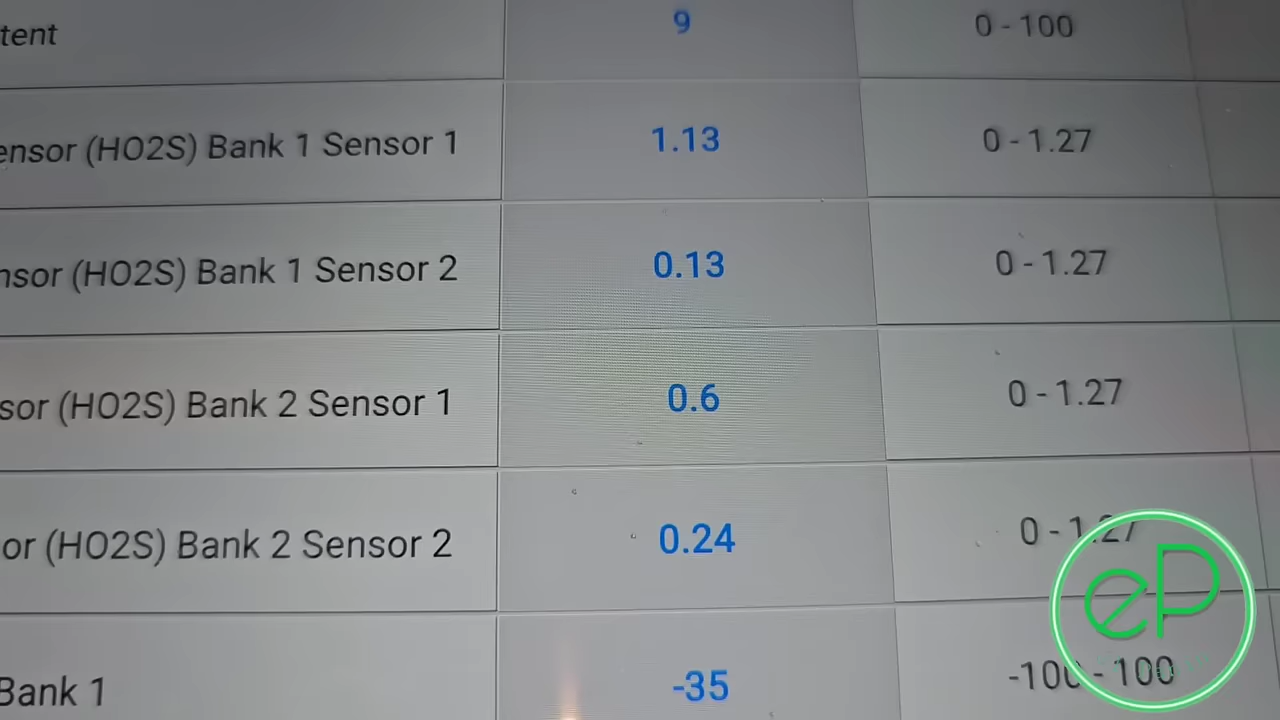 tent 9 0 - 100
ensor (HO2S) Bank 1 Sensor 1 1.13 0 - 1.27
nsor (HO2S) Bank 1 Sensor 2 0.13 0 - 1.27
sor (HO2S) Bank 2 Sensor 1 0.6 0 - 1.27
or (HO2S) Bank 2 Sensor 2 0.24 0 - 1.27
Bank 1 -35 -100 - 100
eP